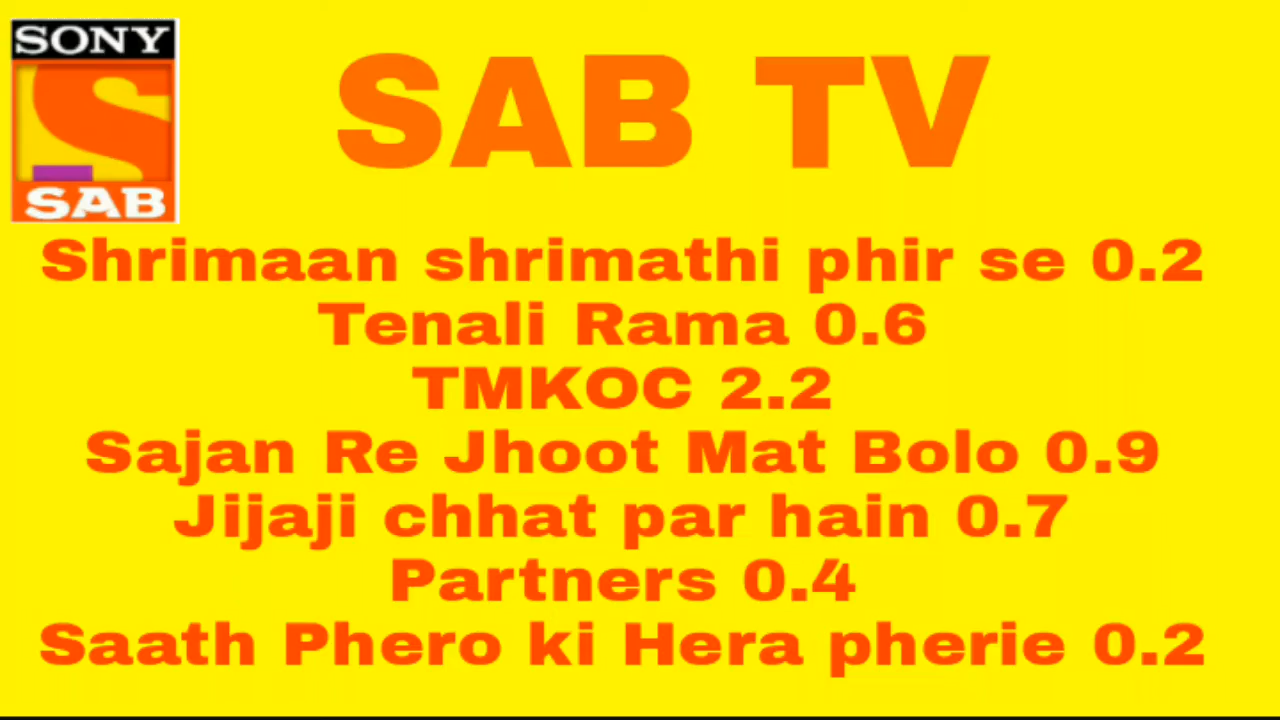 SONY
SAB
SAB TV
Shrimaan shrimathi phir se 0.2
Tenali Rama 0.6
TMKOC 2.2
Sajan Re Jhoot Mat Bolo 0.9
Jijaji chhat par hain 0.7
Partners 0.4
Saath Phero ki Hera pherie 0.2